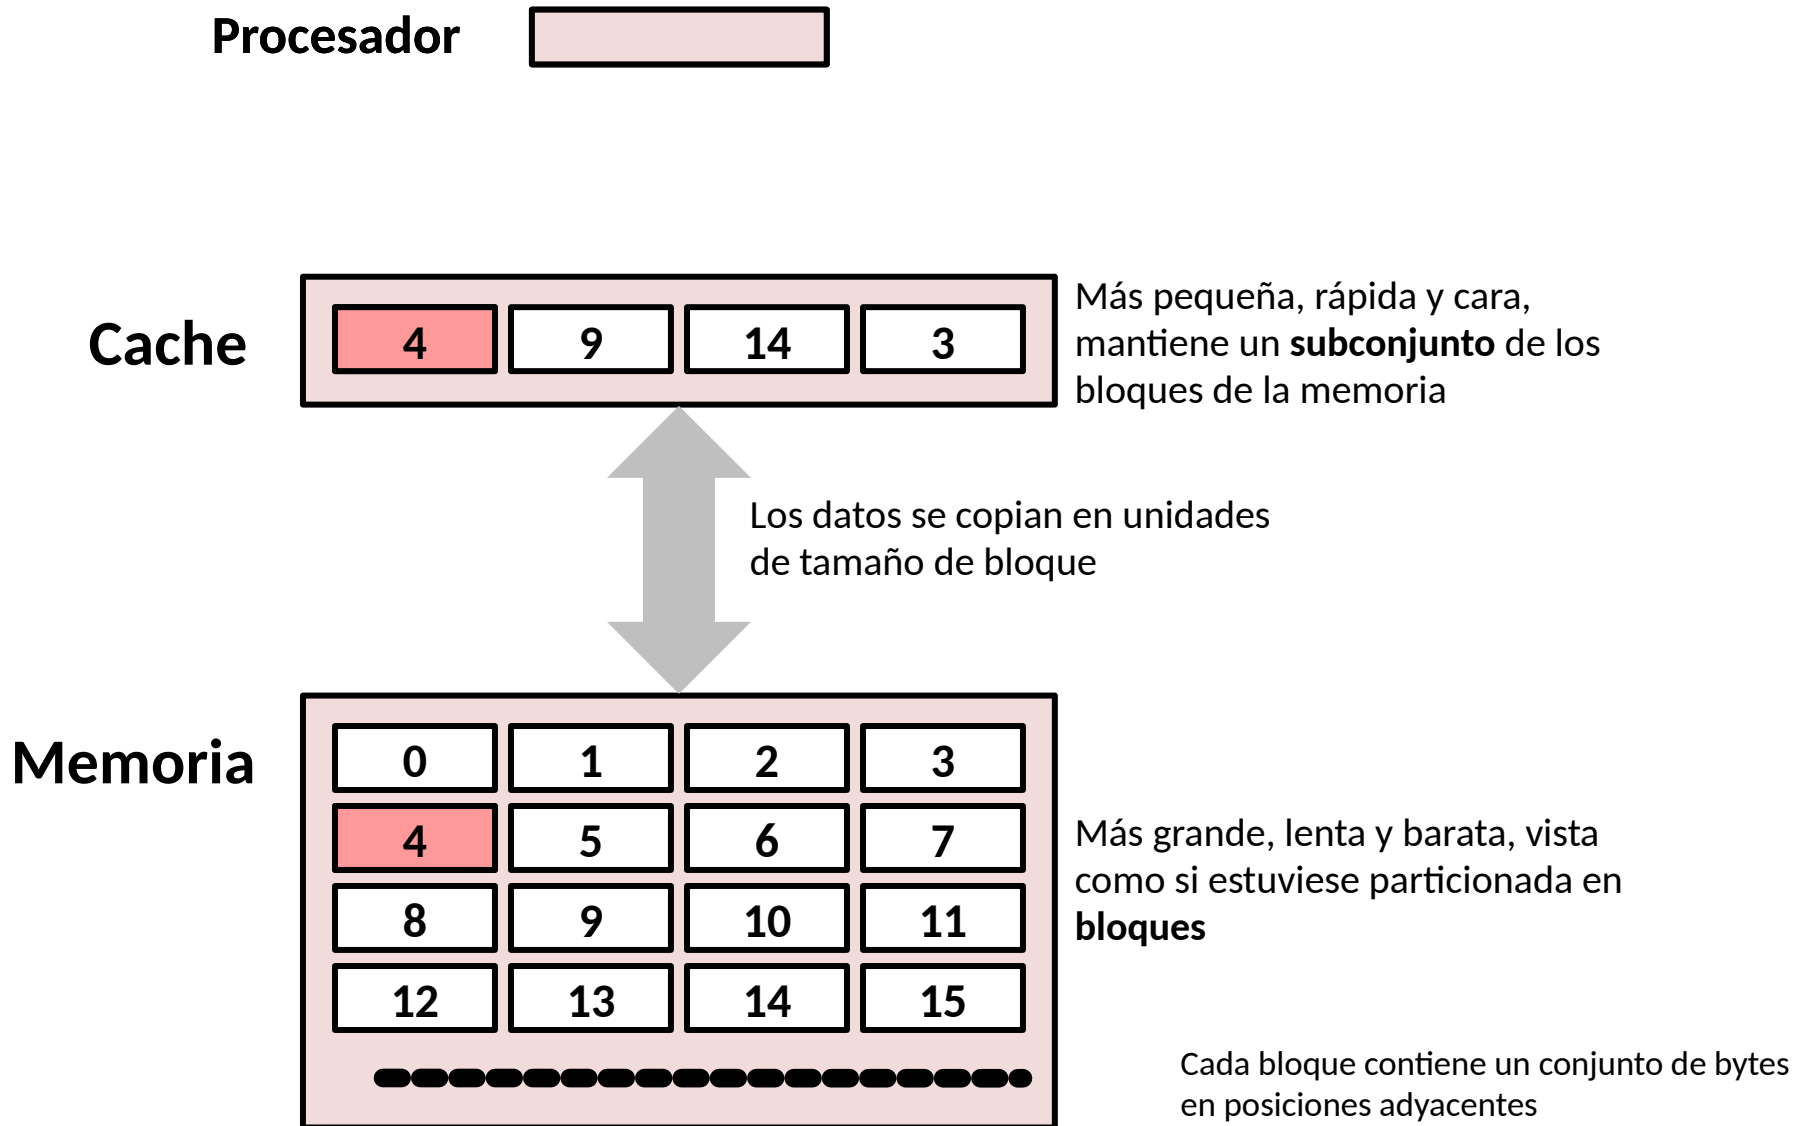 Procesador
Cache
4 9 14 3
Más pequeña, rápida y cara,
mantiene un subconjunto de los
bloques de la memoria
Los datos se copian en unidades
de tamaño de bloque
Memoria
0 1 2 3
4 5 6 7
8 9 10 11
12 13 14 15
Más grande, lenta y barata, vista
como si estuviese particionada en
bloques
Cada bloque contiene un conjunto de bytes
en posiciones adyacentes